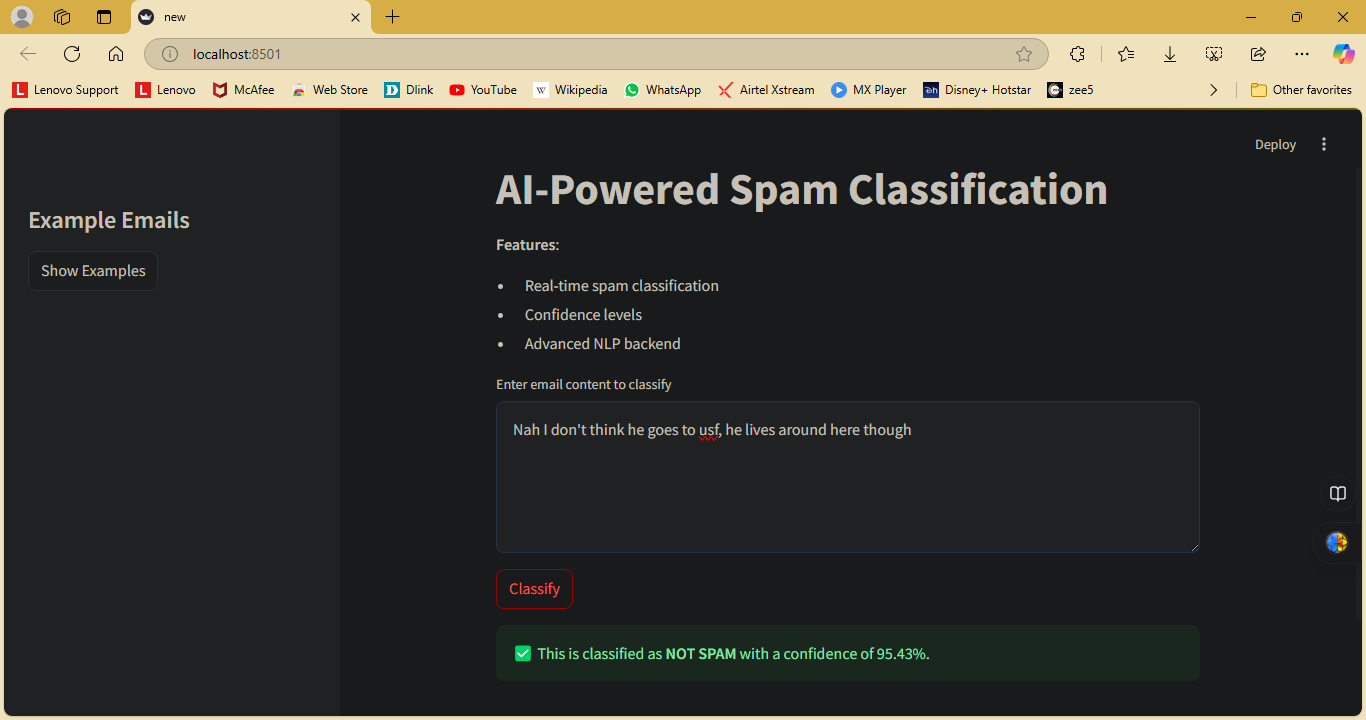 new
localhost:8501
L Lenovo Support L Lenovo McAfee Web Store D Dlink YouTube W Wikipedia WhatsApp Airtel Xstream MX Player Dh Disney+ Hotstar zee5 Other favorites
Deploy
AI-Powered Spam Classification
Example Emails
Show Examples
Features:
• Real-time spam classification
• Confidence levels
• Advanced NLP backend
Enter email content to classify
Nah I don't think he goes to usf, he lives around here though
Classify
This is classified as NOT SPAM with a confidence of 95.43%.